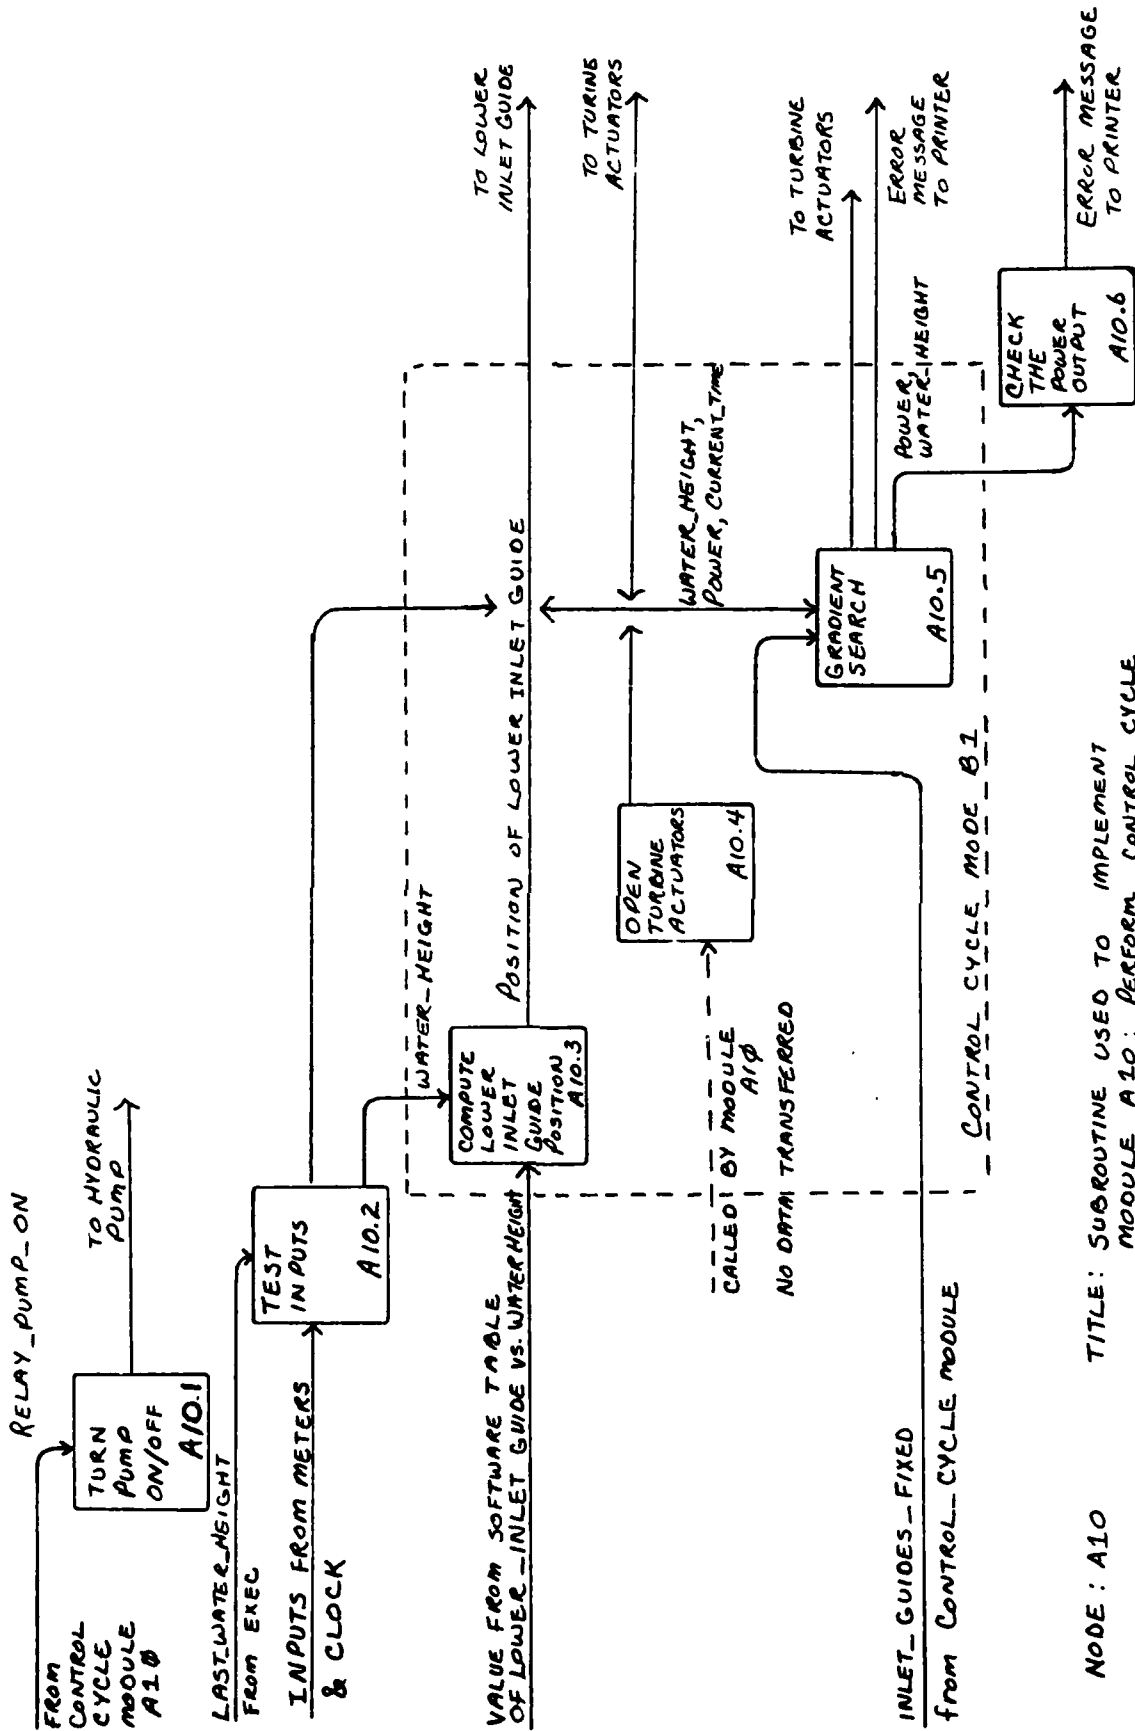 FROM
CONTROL
CYCLE
MODULE
A1Ø
RELAY_PUMP_ON
TURN
PUMP
ON/OFF
A10.1
TO HYDRAULIC
PUMP
LAST_WATER_HEIGHT
FROM EXEC
INPUTS FROM METERS
& CLOCK
TEST
INPUTS
A10.2
WATER_HEIGHT
VALUE FROM SOFTWARE TABLE
OF LOWER_INLET GUIDE VS. WATER HEIGHT
COMPUTE
LOWER
INLET
GUIDE
POSITION
A10.3
POSITION OF LOWER INLET GUIDE
TO LOWER
INLET GUIDE
CALLED BY MODULE
A1Ø
NO DATA TRANSFERRED
OPEN
TURBINE
ACTUATORS
A10.4
TO TURINE
ACTUATORS
WATER_HEIGHT,
POWER, CURRENT_TIME
INLET_GUIDES_FIXED
from CONTROL_CYCLE MODULE
GRADIENT
SEARCH
A10.5
TO TURBINE
ACTUATORS
ERROR
MESSAGE
TO PRINTER
POWER,
WATER_HEIGHT
CONTROL CYCLE MODE B1
CHECK
THE
POWER
OUTPUT
A10.6
ERROR MESSAGE
TO PRINTER
NODE: A10
TITLE: SUBROUTINE USED TO IMPLEMENT
MODULE A10: PERFORM CONTROL CYCLE